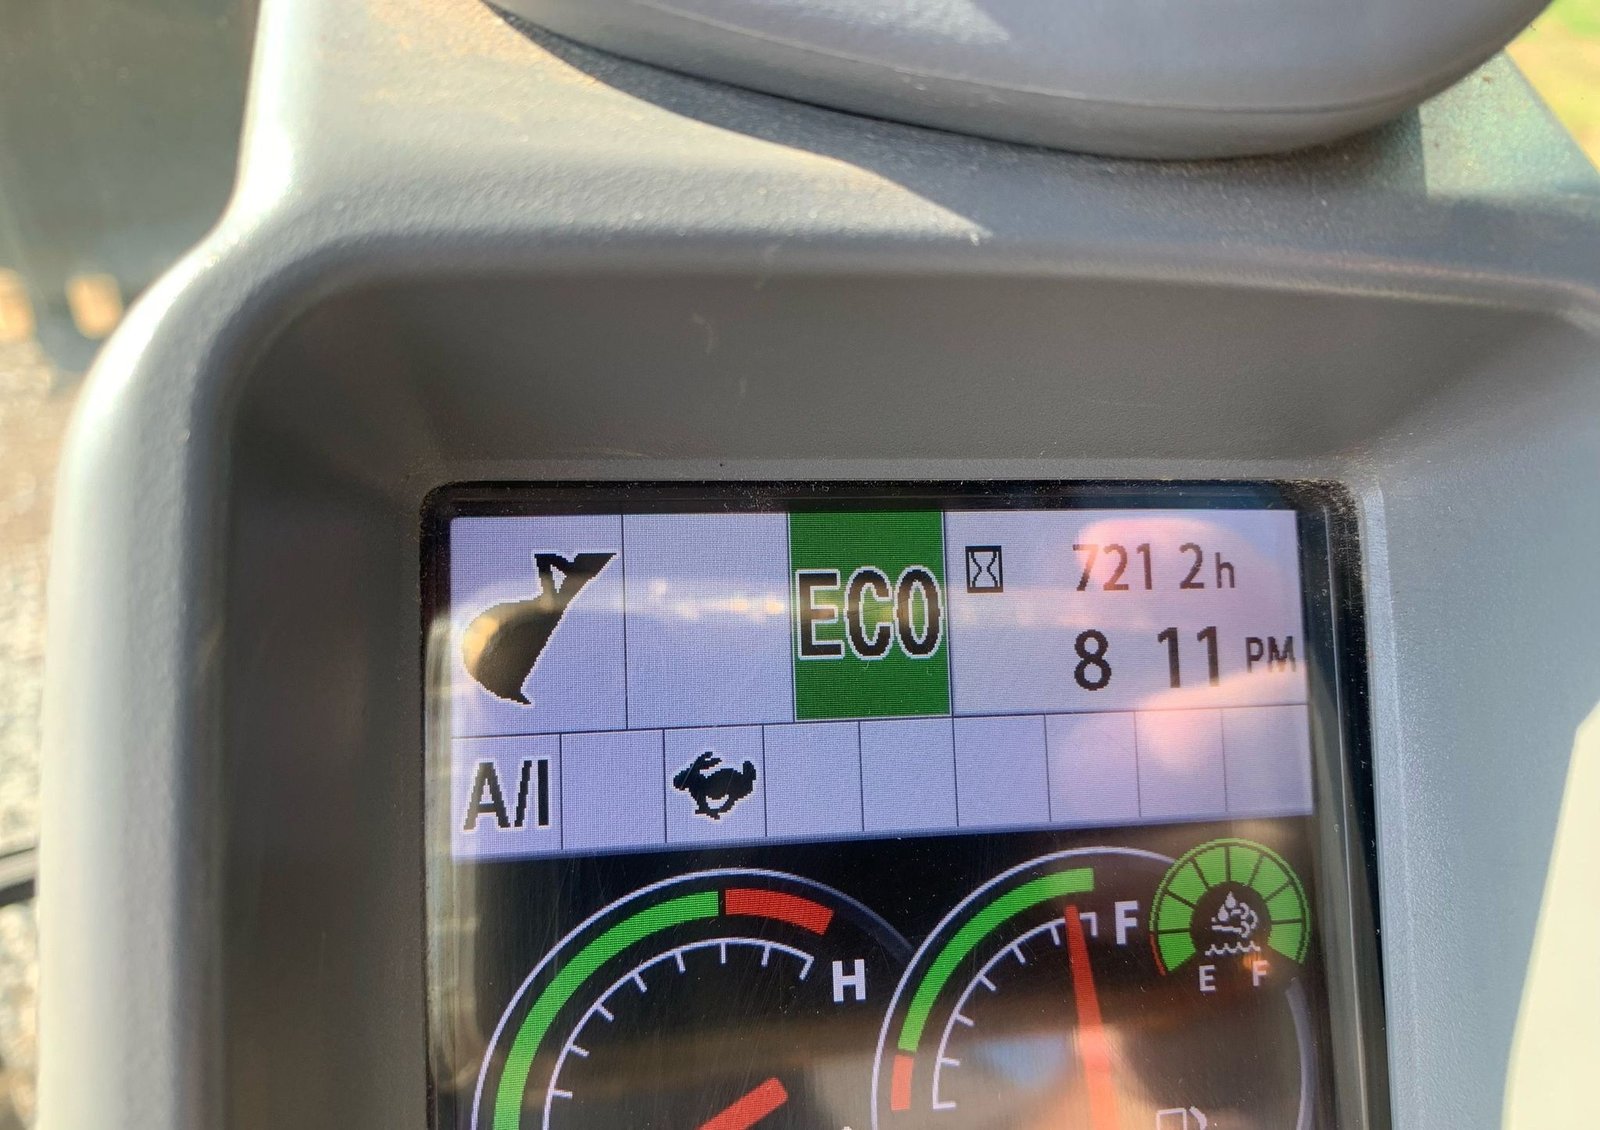 ECO
721 2h
8 11 PM
A/I
H
F
E F